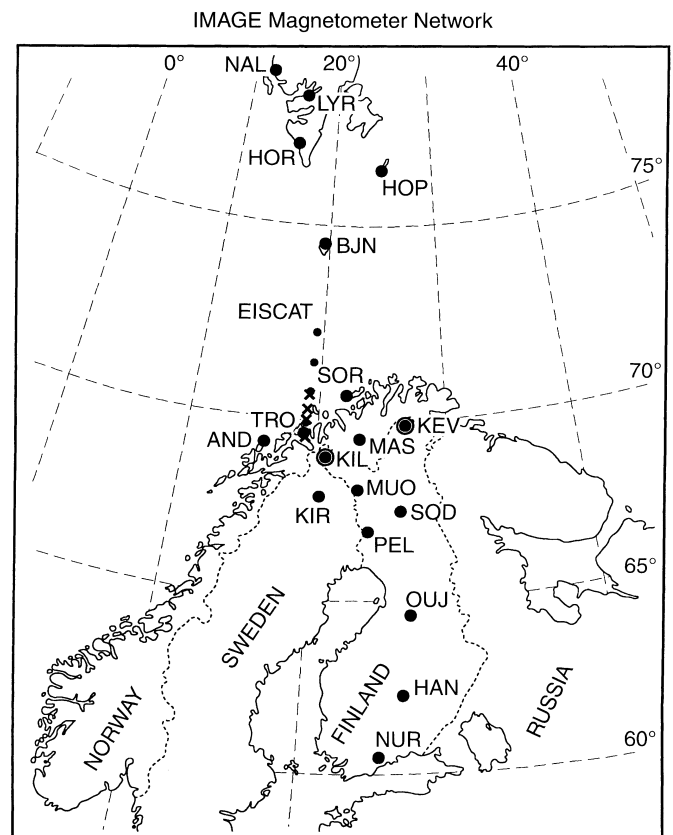 IMAGE Magnetometer Network
0°
NAL
20°
40°
LYR
HOR
HOP
75°
BJN
EISCAT
SOR
70°
TRO
AND
KEV
MAS
KIL
MUO
KIR
SOD
PEL
65°
OUJ
SWEDEN
HAN
FINLAND
RUSSIA
NORWAY
NUR
60°